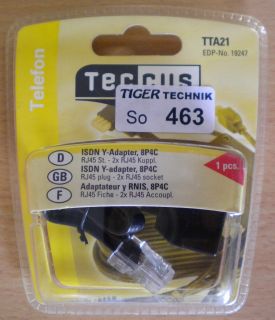 Telefon
TTA21
EDP-No. 19247
TIGER TECHNIK
So 463
D
ISDN Y-Adapter, 8P4C
RJ45 St. - 2x RJ45 Kuppl.
GB
ISDN Y-adapter, 8P4C
RJ45 plug - 2x RJ45 socket
F
Adaptateur y RNIS, 8P4C
RJ45 Fiche - 2x RJ45 Accoupl.
1 pcs.